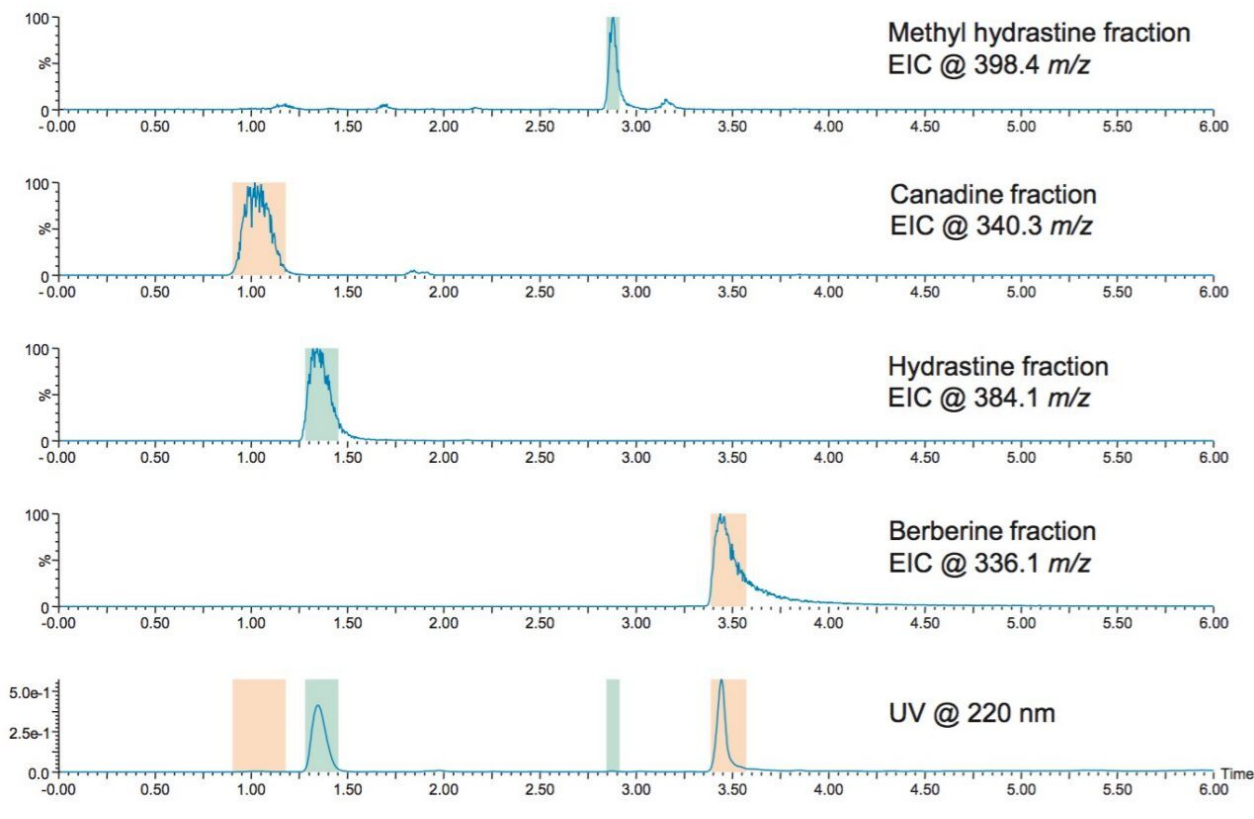 100
%
0
-0.00 0.50 1.00 1.50 2.00 2.50 3.00 3.50 4.00 4.50 5.00 5.50 6.00
Methyl hydrastine fraction
EIC @ 398.4 m/z
100
%
0
-0.00 0.50 1.00 1.50 2.00 2.50 3.00 3.50 4.00 4.50 5.00 5.50 6.00
Canadine fraction
EIC @ 340.3 m/z
100
%
0
-0.00 0.50 1.00 1.50 2.00 2.50 3.00 3.50 4.00 4.50 5.00 5.50 6.00
Hydrastine fraction
EIC @ 384.1 m/z
100
%
0
-0.00 0.50 1.00 1.50 2.00 2.50 3.00 3.50 4.00 4.50 5.00 5.50 6.00
Berberine fraction
EIC @ 336.1 m/z
5.0e-1
2.5e-1
0.0
-0.00 0.50 1.00 1.50 2.00 2.50 3.00 3.50 4.00 4.50 5.00 5.50 6.00
Time
UV @ 220 nm